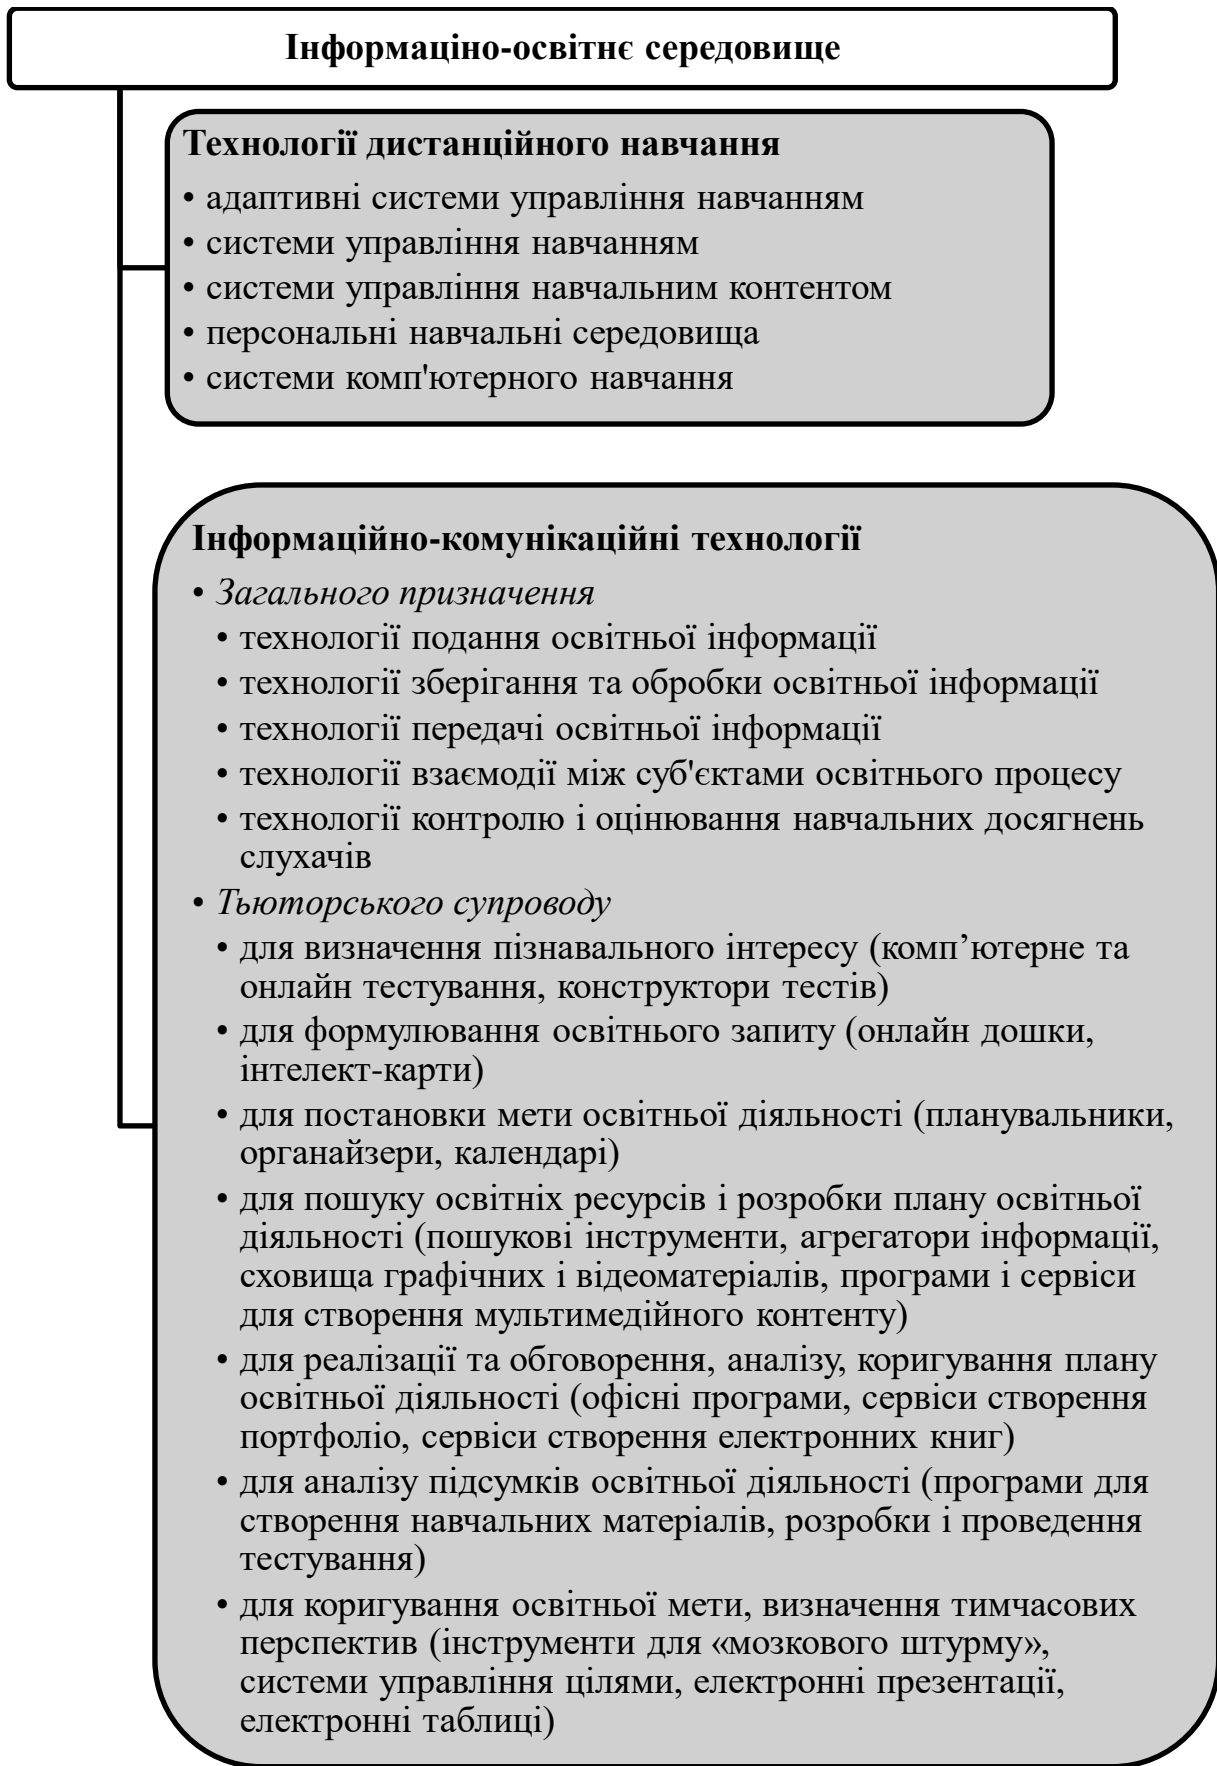 Інформаціно-освітнє середовище
Технології дистанційного навчання
• адаптивні системи управління навчанням
• системи управління навчанням
• системи управління навчальним контентом
• персональні навчальні середовища
• системи комп'ютерного навчання
Інформаційно-комунікаційні технології
• Загального призначення
• технології подання освітньої інформації
• технології зберігання та обробки освітньої інформації
• технології передачі освітньої інформації
• технології взаємодії між суб'єктами освітнього процесу
• технології контролю і оцінювання навчальних досягнень
слухачів
• Тьюторського супроводу
• для визначення пізнавального інтересу (комп’ютерне та
онлайн тестування, конструктори тестів)
• для формулювання освітнього запиту (онлайн дошки,
інтелект-карти)
• для постановки мети освітньої діяльності (планувальники,
органайзери, календарі)
• для пошуку освітніх ресурсів і розробки плану освітньої
діяльності (пошукові інструменти, агрегатори інформації,
сховища графічних і відеоматеріалів, програми і сервіси
для створення мультимедійного контенту)
• для реалізації та обговорення, аналізу, коригування плану
освітньої діяльності (офісні програми, сервіси створення
портфоліо, сервіси створення електронних книг)
• для аналізу підсумків освітньої діяльності (програми для
створення навчальних матеріалів, розробки і проведення
тестування)
• для коригування освітньої мети, визначення тимчасових
перспектив (інструменти для «мозкового штурму»,
системи управління цілями, електронні презентації,
електронні таблиці)